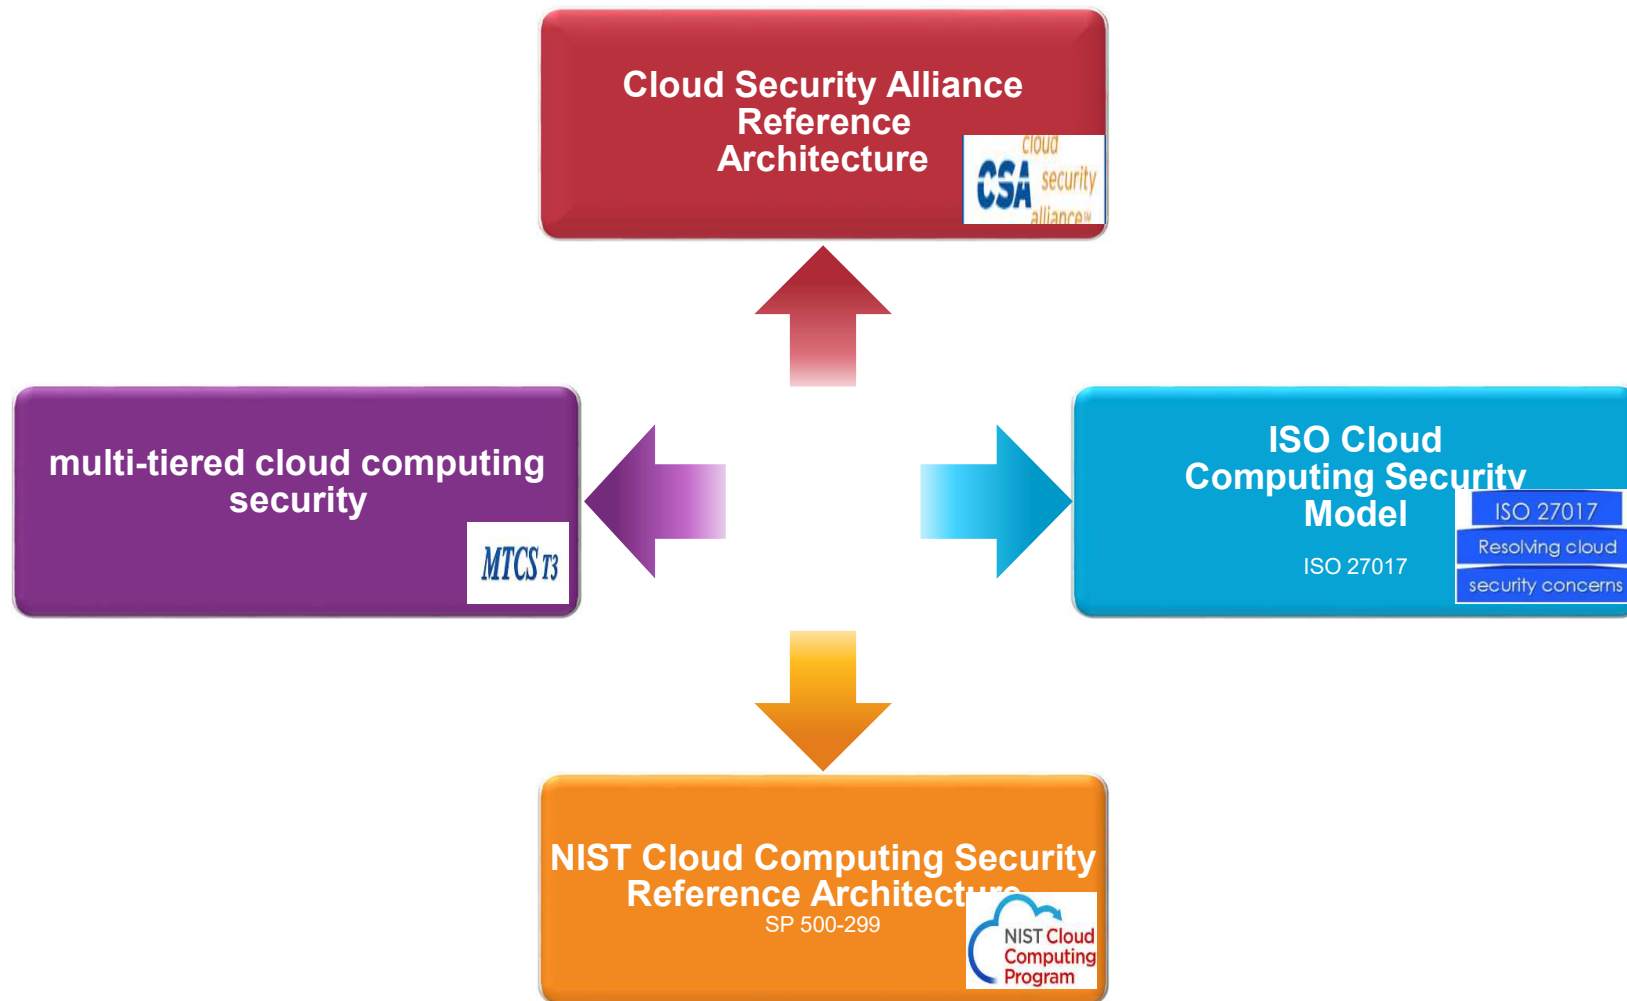 Cloud Security Alliance
Reference
Architecture
cloud
CSA security
alliance℠
multi-tiered cloud computing
security
MTCS T3
ISO Cloud
Computing Security
Model
ISO 27017
ISO 27017
Resolving cloud
security concerns
NIST Cloud Computing Security
Reference Architecture
SP 500-299
NIST Cloud
Computing
Program